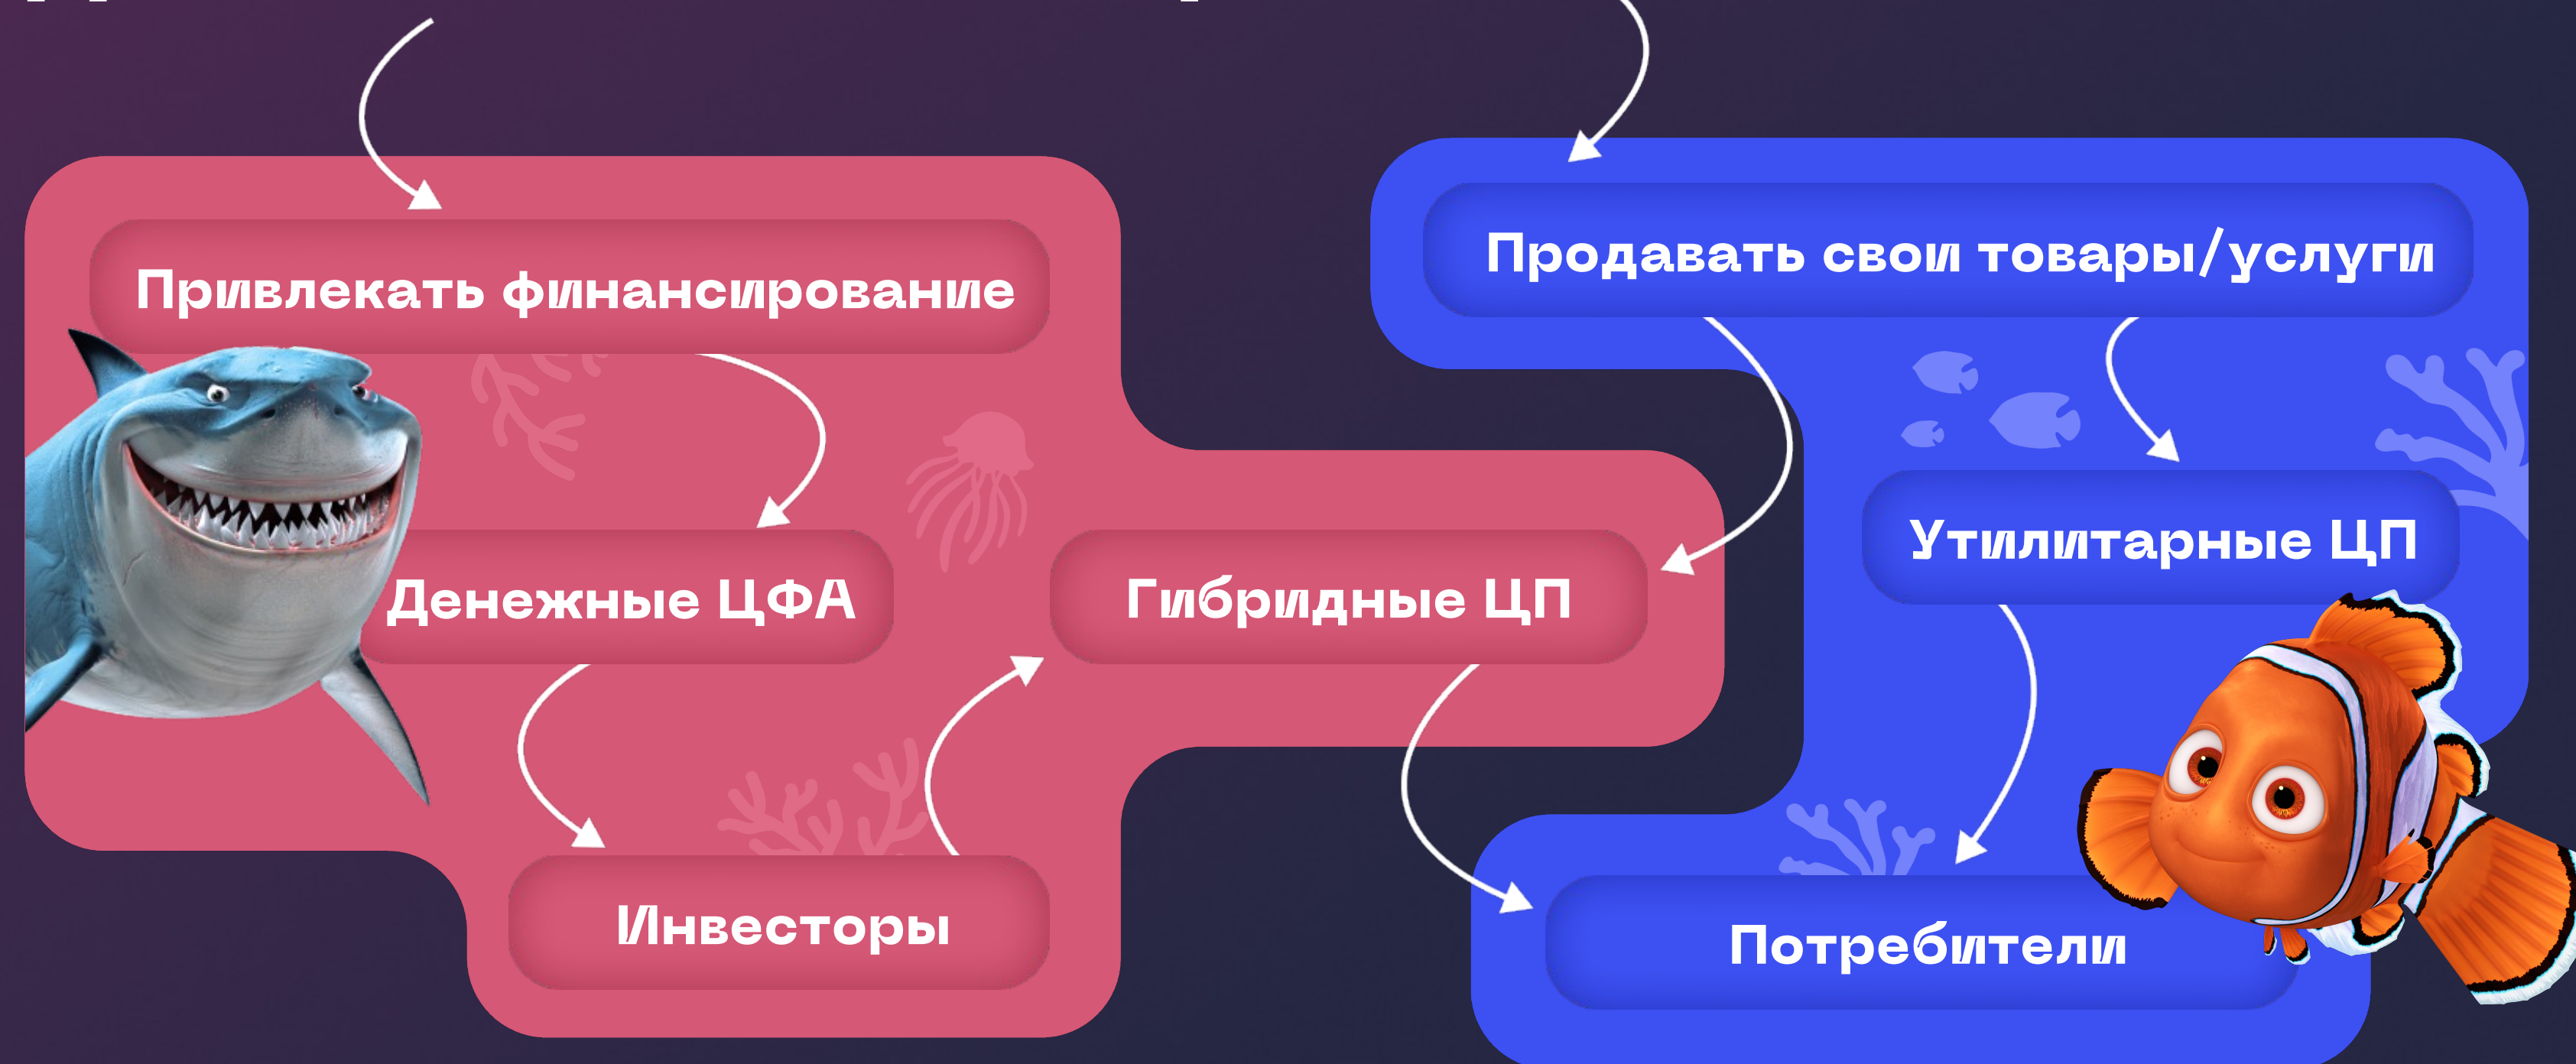 Привлекать финансирование
Продавать свои товары/услуги
Денежные ЦФА
Гибридные ЦП
Утилитарные ЦП
Инвесторы
Потребители